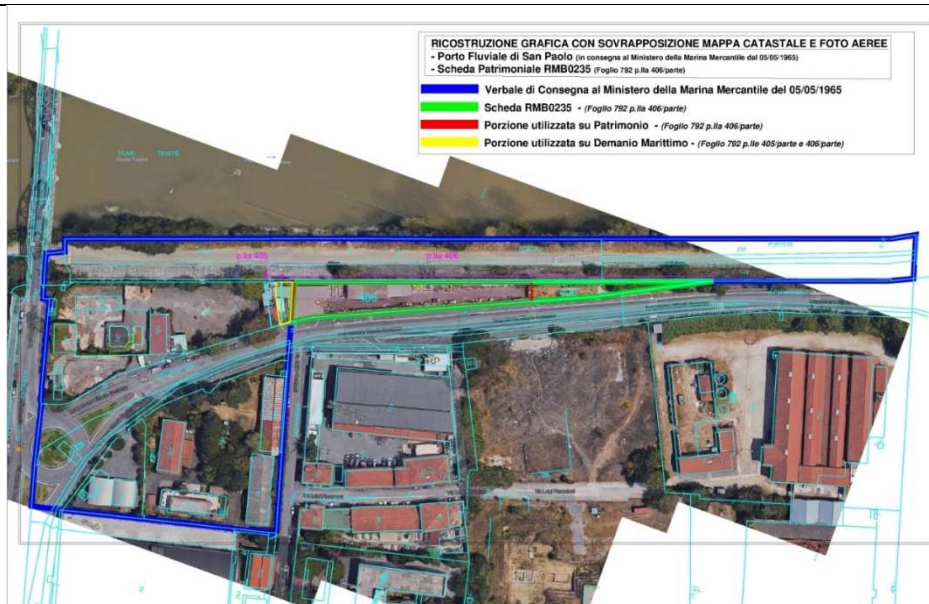 RICOSTRUZIONE GRAFICA CON SOVRAPPOSIZIONE MAPPA CATASTALE E FOTO AEREE
- Porto Fluviale di San Paolo (in consegna al Ministero della Marina Mercantile dal 05/05/1965)
- Scheda Patrimoniale RMB0235 (Foglio 792 p.lla 406/parte)
Verbale di Consegna al Ministero della Marina Mercantile del 05/05/1965
Scheda RMB0235 - (Foglio 792 p.lla 406/parte)
Porzione utilizzata su Patrimonio - (Foglio 792 p.lla 406/parte)
Porzione utilizzata su Demanio Marittimo - (Foglio 792 p.lle 405/parte e 406/parte)
FIUME TEVERE
PORTENSE
p.lla 405 p.lla 406
406